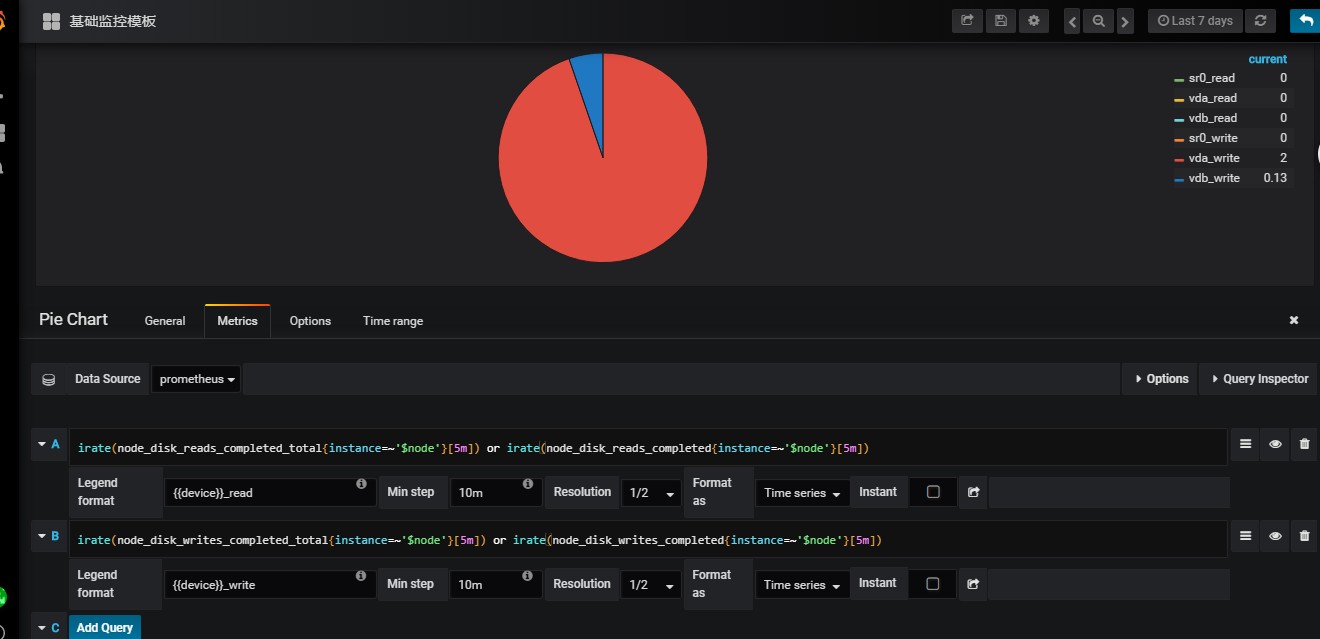 基础监控模板
Last 7 days
current
sr0_read 0
vda_read 0
vdb_read 0
sr0_write 0
vda_write 2
vdb_write 0.13
Pie Chart General Metrics Options Time range
Data Source prometheus Options Query Inspector
A irate(node_disk_reads_completed_total{instance=~'$node'}[5m]) or irate(node_disk_reads_completed{instance=~'$node'}[5m])
Legend format {{device}}_read Min step 10m Resolution 1/2 Format as Time series Instant
B irate(node_disk_writes_completed_total{instance=~'$node'}[5m]) or irate(node_disk_writes_completed{instance=~'$node'}[5m])
Legend format {{device}}_write Min step 10m Resolution 1/2 Format as Time series Instant
C Add Query